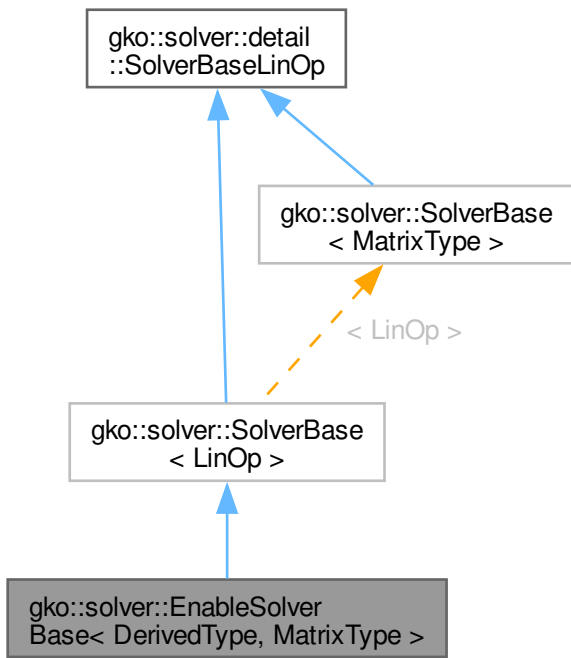 gko::solver::detail
::SolverBaseLinOp
gko::solver::SolverBase
< MatrixType >
< LinOp >
gko::solver::SolverBase
< LinOp >
gko::solver::EnableSolver
Base< DerivedType, MatrixType >